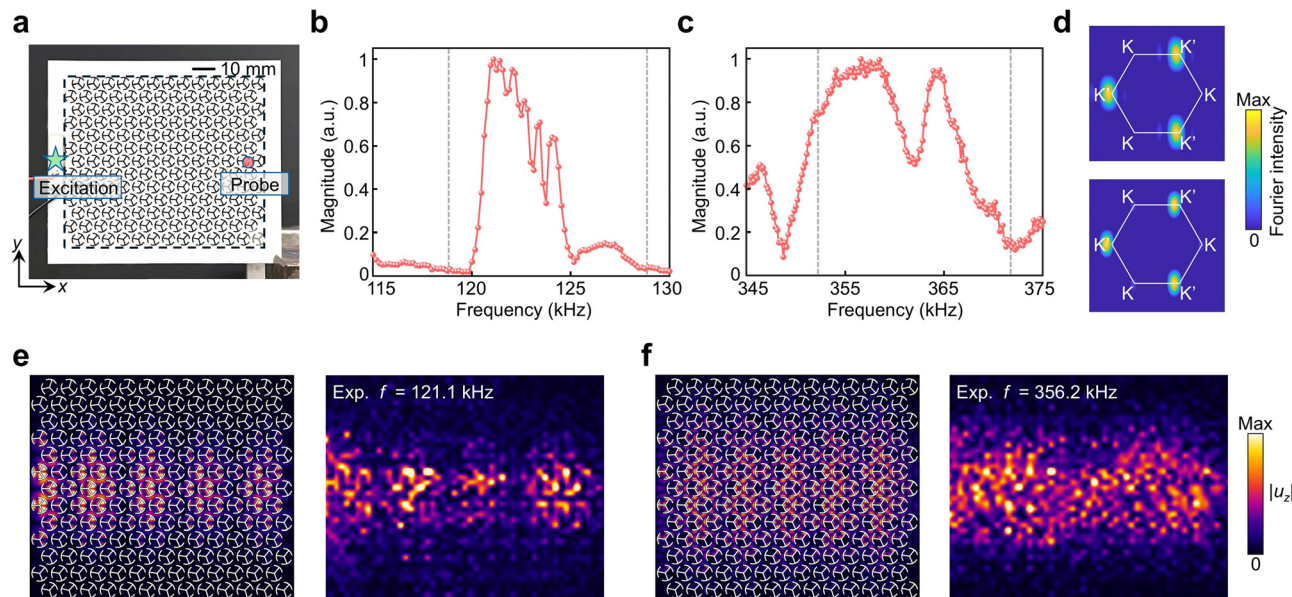 a
10 mm
Excitation
Probe
y
x
b
Magnitude (a.u.)
1
0.8
0.6
0.4
0.2
0
115
120
125
130
Frequency (kHz)
c
Magnitude (a.u.)
1
0.8
0.6
0.4
0.2
0
345
355
365
375
Frequency (kHz)
d
K
K'
K'
K
K
K'
K
K'
K'
K
K
K'
Max
Fourier intensity
0
e
Exp. f = 121.1 kHz
f
Exp. f = 356.2 kHz
Max
|uz|
0